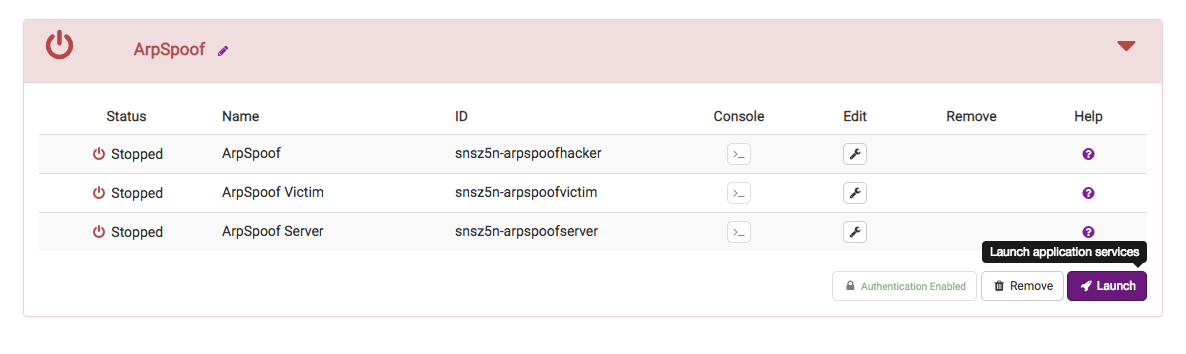 ArpSpoof
Status Name ID Console Edit Remove Help
Stopped ArpSpoof snsz5n-arpspoofhacker >_
Stopped ArpSpoof Victim snsz5n-arpspoofvictim >_
Stopped ArpSpoof Server snsz5n-arpspoofserver >_
Launch application services
Authentication Enabled Remove Launch